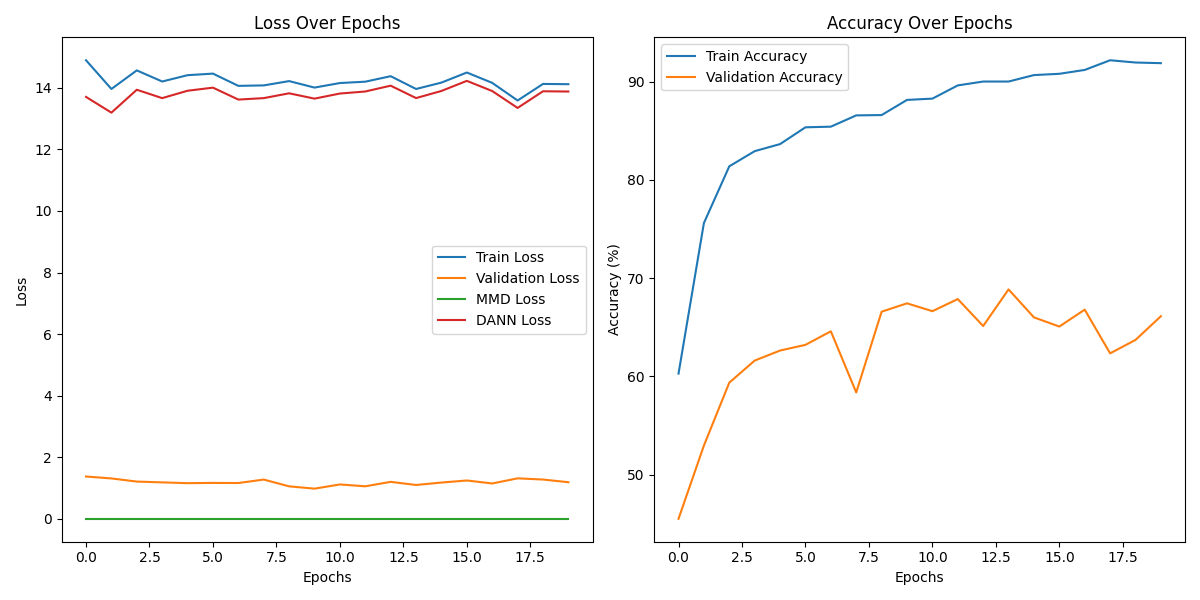 Loss Over Epochs
Loss
14
12
10
8
6
4
2
0
Train Loss
Validation Loss
MMD Loss
DANN Loss
0.0 2.5 5.0 7.5 10.0 12.5 15.0 17.5
Epochs
Accuracy Over Epochs
Accuracy (%)
Train Accuracy
Validation Accuracy
90
80
70
60
50
0.0 2.5 5.0 7.5 10.0 12.5 15.0 17.5
Epochs